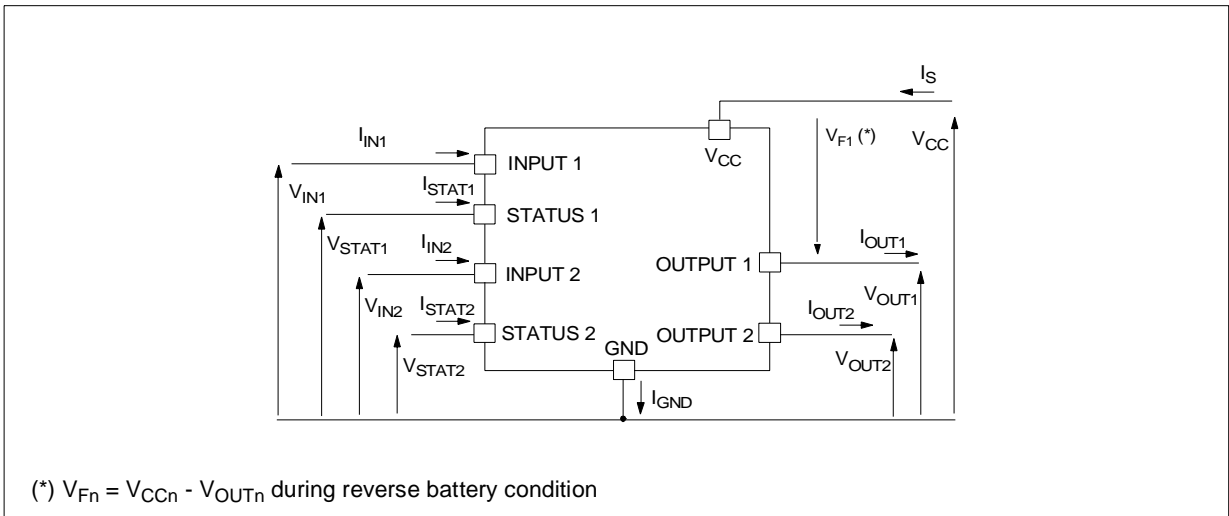 I_S
V_F1 (*)
V_CC
V_CC
I_IN1
INPUT 1
V_IN1
I_STAT1
STATUS 1
V_STAT1
I_IN2
INPUT 2
V_IN2
I_STAT2
STATUS 2
V_STAT2
OUTPUT 1
I_OUT1
V_OUT1
I_OUT2
OUTPUT 2
V_OUT2
GND
I_GND
(*) V_Fn = V_CCn - V_OUTn during reverse battery condition